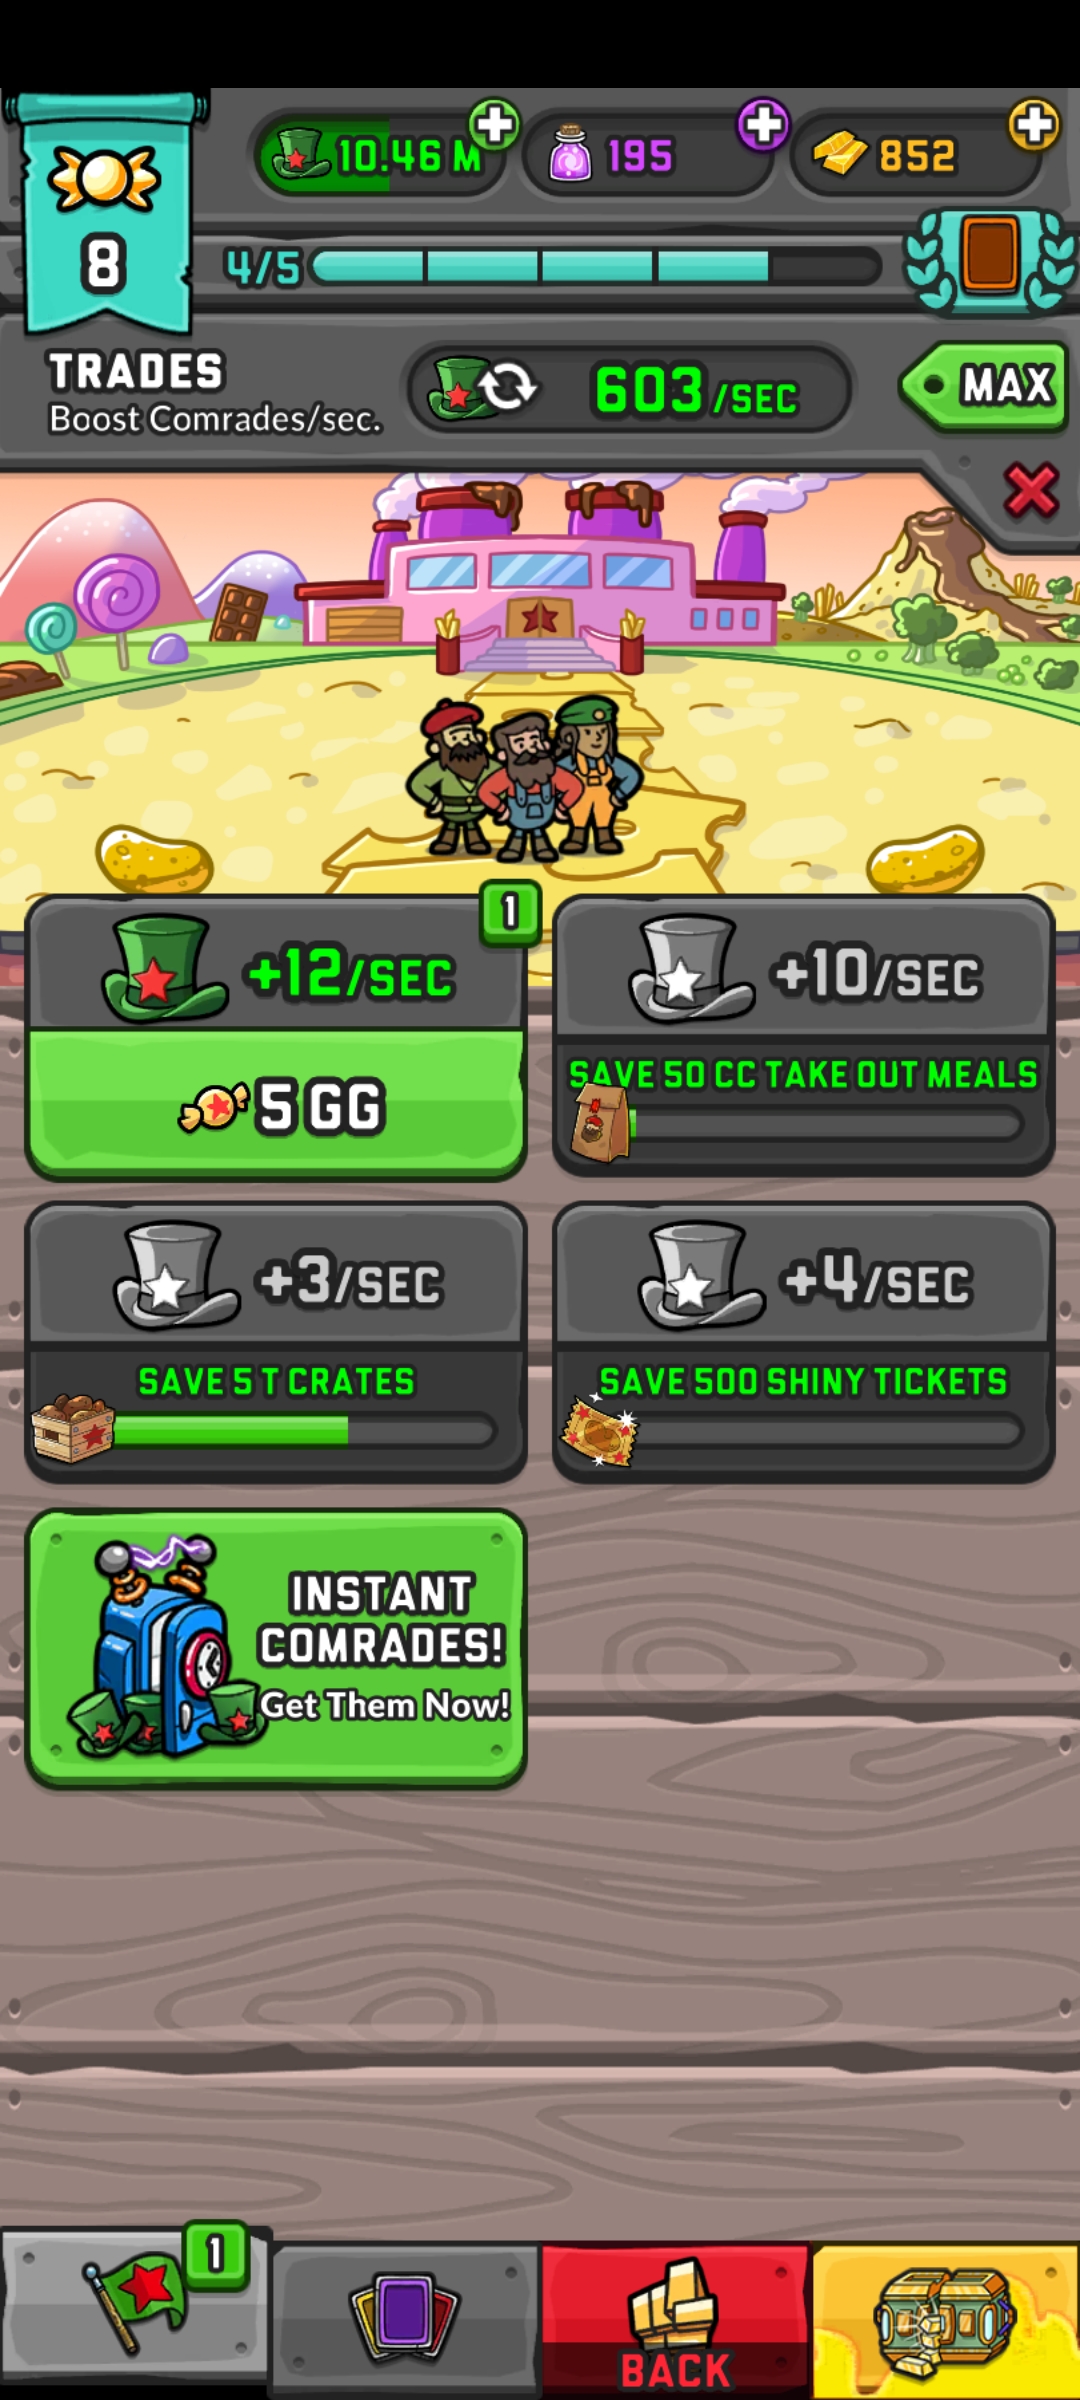 10.46 M
195
852
8
4/5
TRADES
Boost Comrades/sec.
603/SEC
MAX
1
+12/SEC
5 GG
+10/SEC
SAVE 50 CC TAKE OUT MEALS
+3/SEC
SAVE 5 T CRATES
+4/SEC
SAVE 500 SHINY TICKETS
INSTANT
COMRADES!
Get Them Now!
1
BACK